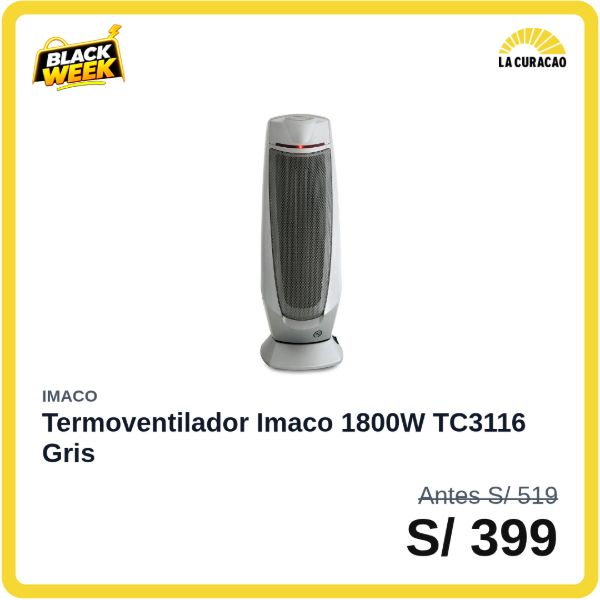 BLACK
WEEK
LA CURACAO
IMACO
Termoventilador Imaco 1800W TC3116
Gris
Antes S/ 519
S/ 399